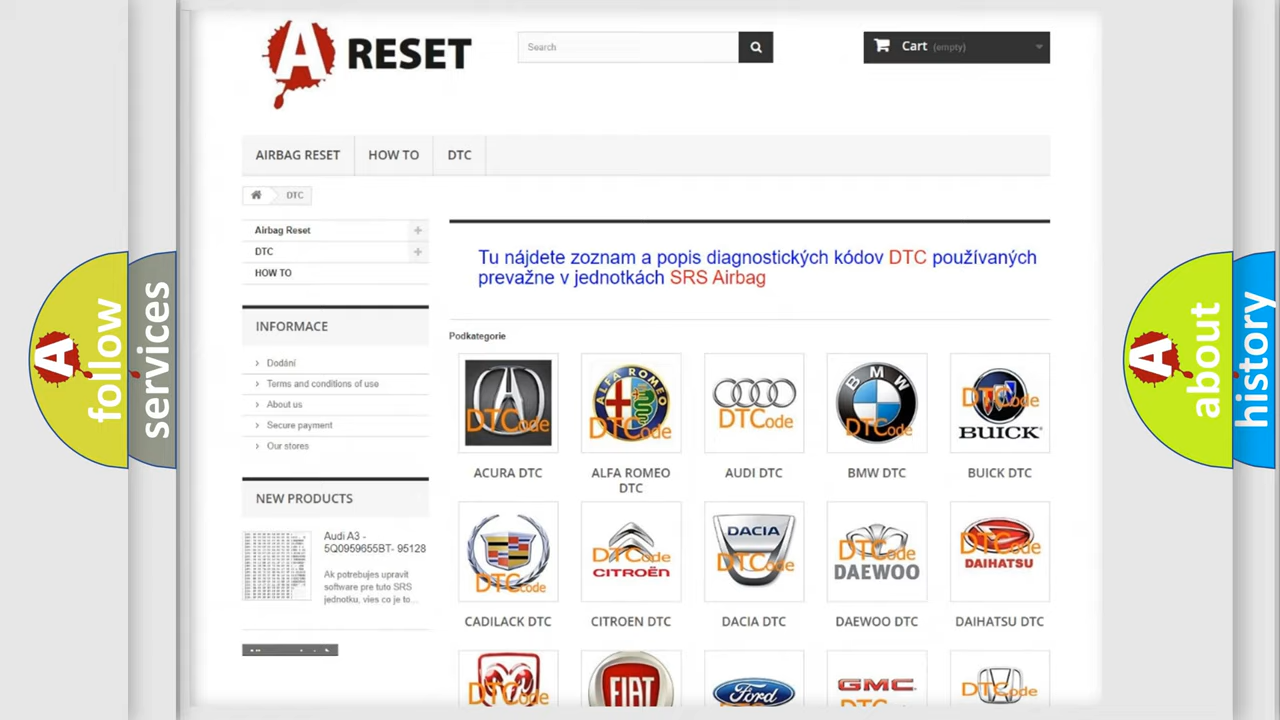 A RESET
Search
Cart (empty)
AIRBAG RESET
HOW TO
DTC
DTC
Airbag Reset
DTC
HOW TO
Tu nájdete zoznam a popis diagnostických kódov DTC používaných
prevažne v jednotkách SRS Airbag
INFORMACE
Dodání
Terms and conditions of use
About us
Secure payment
Our stores
Podkategorie
DTCode
ALFA ROMEO
DTCode
DTCode
BMW
DTCode
DTCode
BUICK
ACURA DTC
ALFA ROMEO
DTC
AUDI DTC
BMW DTC
BUICK DTC
NEW PRODUCTS
Audi A3 -
5Q0959655BT- 95128
Ak potrebujes upravit
software pre tuto SRS
jednotku, vies co je to...
DTCode
DTCode
CITROËN
DACIA
DTCode
DTCode
DAEWOO
DTCode
DAIHATSU
CADILACK DTC
CITROEN DTC
DACIA DTC
DAEWOO DTC
DAIHATSU DTC
DTCode
FIAT
Ford
GMC
DTCode
A follow
services
A about
history